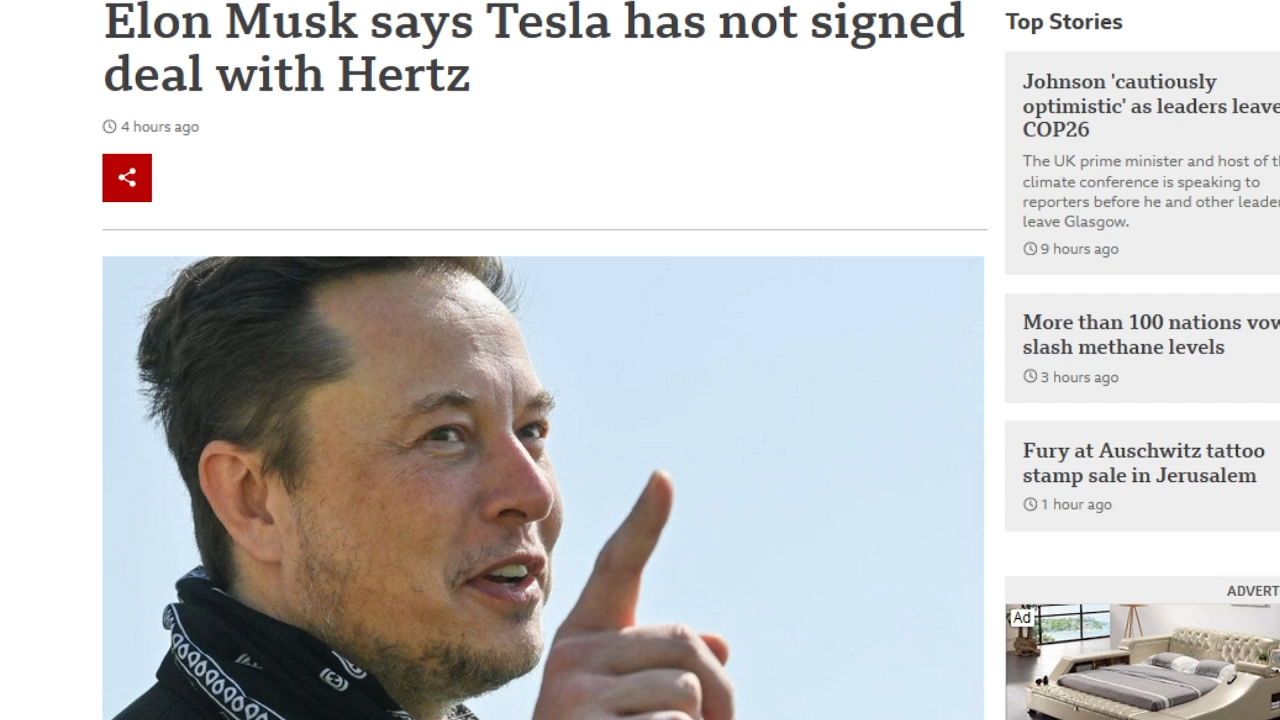 Elon Musk says Tesla has not signed
deal with Hertz
4 hours ago
Top Stories
Johnson 'cautiously
optimistic' as leaders leave
COP26
The UK prime minister and host of
climate conference is speaking to
reporters before he and other
leave Glasgow.
9 hours ago
More than 100 nations
slash methane levels
3 hours ago
Fury at Auschwitz tattoo
stamp sale in Jerusalem
1 hour ago
ADVERT
Ad